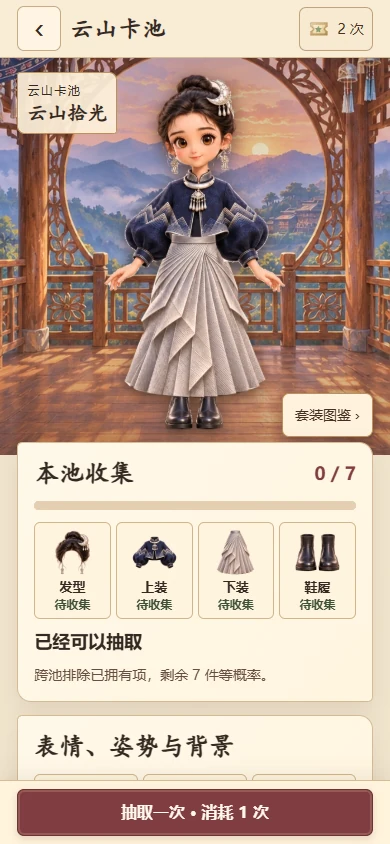 ‹ 云山卡池 2 次
云山卡池
云山拾光
套装图鉴 ›
本池收集 0 / 7
发型 上装 下装 鞋履
待收集 待收集 待收集 待收集
已经可以抽取
跨池排除已拥有项，剩余 7 件等概率。
表情、姿势与背景
抽取一次 • 消耗 1 次